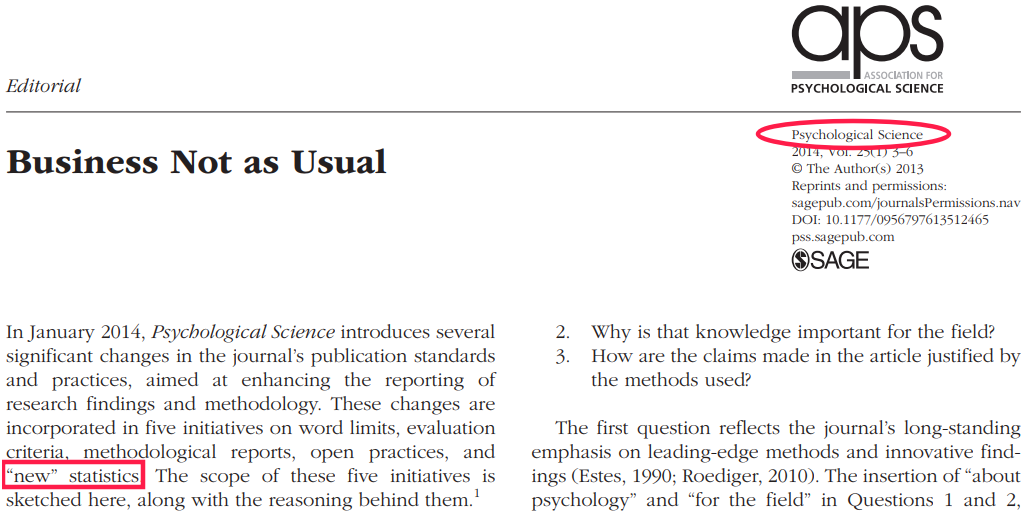 aps
ASSOCIATION FOR
PSYCHOLOGICAL SCIENCE
Editorial
Business Not as Usual
Psychological Science
2014, Vol. 25(1) 3–6
© The Author(s) 2013
Reprints and permissions:
sagepub.com/journalsPermissions.nav
DOI: 10.1177/0956797613512465
pss.sagepub.com
SAGE
In January 2014, Psychological Science introduces several
significant changes in the journal’s publication standards
and practices, aimed at enhancing the reporting of
research findings and methodology. These changes are
incorporated in five initiatives on word limits, evaluation
criteria, methodological reports, open practices, and
“new” statistics. The scope of these five initiatives is
sketched here, along with the reasoning behind them.1
2. Why is that knowledge important for the field?
3. How are the claims made in the article justified by
the methods used?
The first question reflects the journal’s long-standing
emphasis on leading-edge methods and innovative find-
ings (Estes, 1990; Roediger, 2010). The insertion of “about
psychology” and “for the field” in Questions 1 and 2,